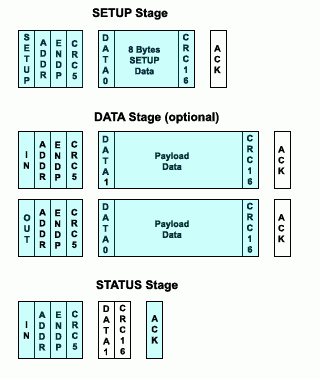 SETUP Stage
SETUP ADDR ENDP CRC5 DATA0 8 Bytes SETUP Data CRC16 ACK
DATA Stage (optional)
IN ADDR ENDP CRC5 DATA1 Payload Data CRC16 ACK
OUT ADDR ENDP CRC5 DATA0 Payload Data CRC16 ACK
STATUS Stage
IN ADDR ENDP CRC5 DATA1 CRC16 ACK